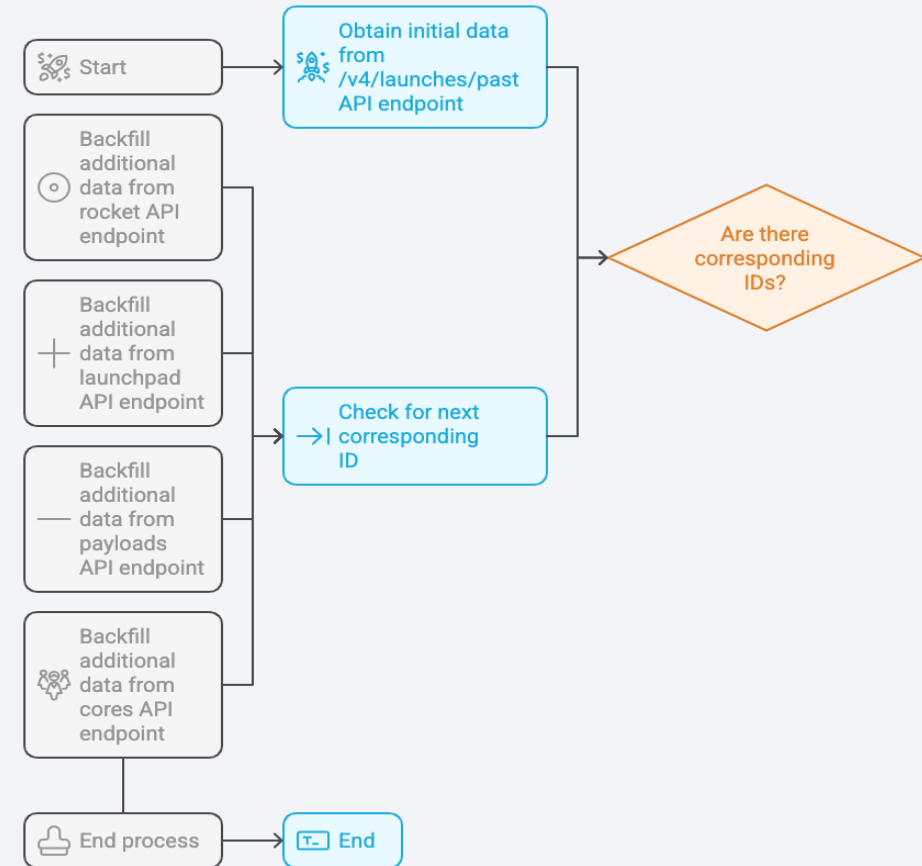 Start
Obtain initial data
from
/v4/launches/past
API endpoint
Backfill
additional
data from
rocket API
endpoint
Are there
corresponding
IDs?
Backfill
additional
data from
launchpad
API endpoint
Check for next
corresponding
ID
Backfill
additional
data from
payloads
API endpoint
Backfill
additional
data from
cores API
endpoint
End process
End